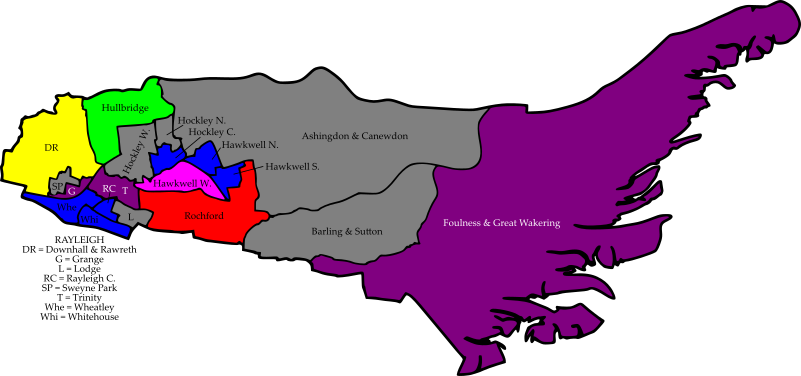 Hullbridge
Hockley N.
Hockley C.
Ashingdon & Canewdon
Hockley W.
DR
Hawkwell N.
Hawkwell S.
SP
G
RC
T
Hawkwell W.
Whe
Whi
L
Rochford
Barling & Sutton
Foulness & Great Wakering
RAYLEIGH
DR = Downhall & Rawreth
G = Grange
L = Lodge
RC = Rayleigh C.
SP = Sweyne Park
T = Trinity
Whe = Wheatley
Whi = Whitehouse